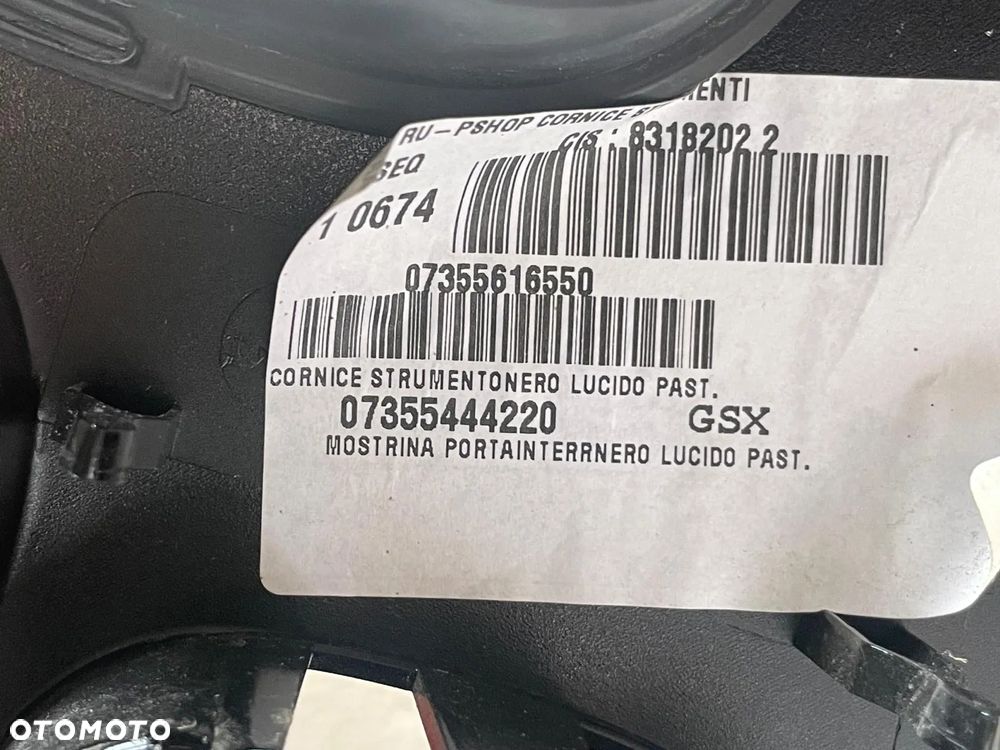 RU-PSHOP CORNICE
CIS : 8318202 2
SEQ
1 0674
07355616550
CORNICE STRUMENTONERO LUCIDO PAST.
07355444220 GSX
MOSTRINA PORTAINTERRNERO LUCIDO PAST.
OTOMOTO